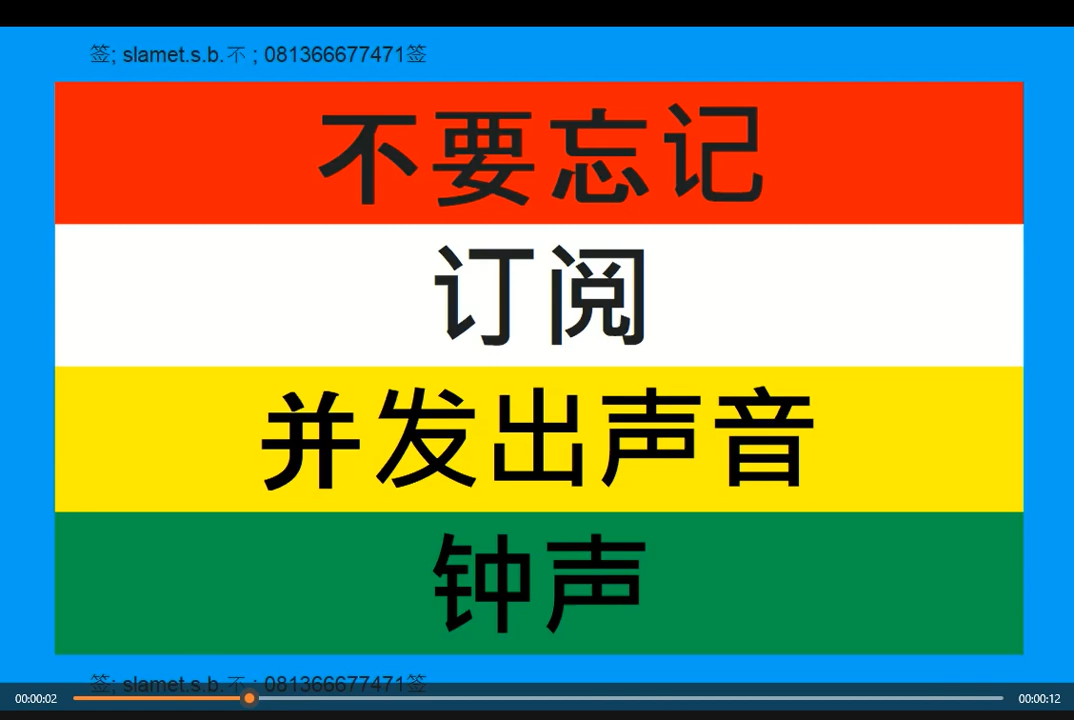 签; slamet.s.b.不 ; 081366677471签
不要忘记
订阅
并发出声音
钟声
签; slamet.s.b.不 ; 081366677471签
00:00:02
00:00:12